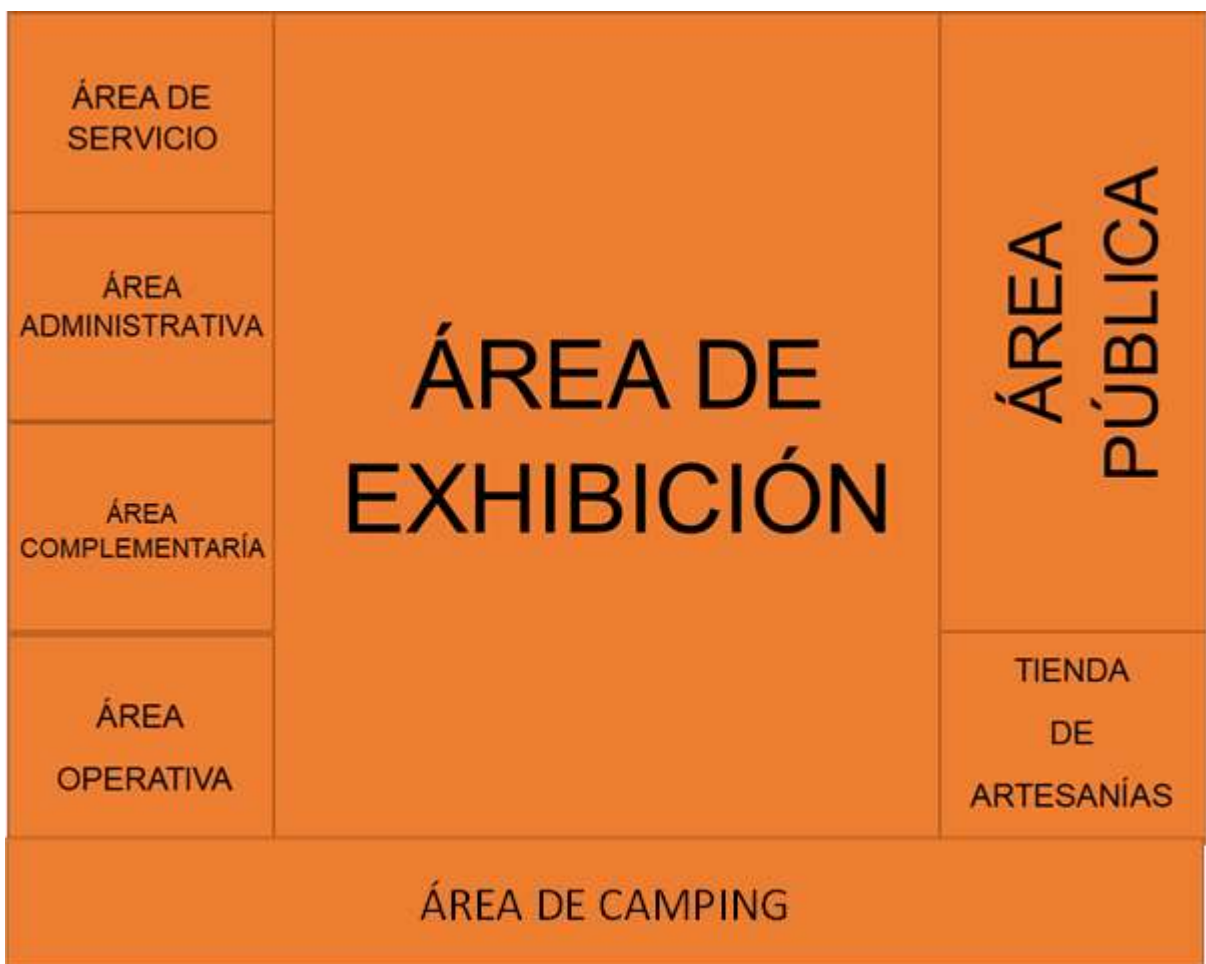 ÁREA DE
SERVICIO
ÁREA
ADMINISTRATIVA
ÁREA
COMPLEMENTARÍA
ÁREA
OPERATIVA
ÁREA DE
EXHIBICIÓN
ÁREA
PÚBLICA
TIENDA
DE
ARTESANÍAS
ÁREA DE CAMPING